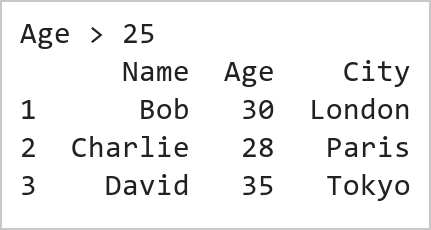 Age > 25
Name Age City
1 Bob 30 London
2 Charlie 28 Paris
3 David 35 Tokyo